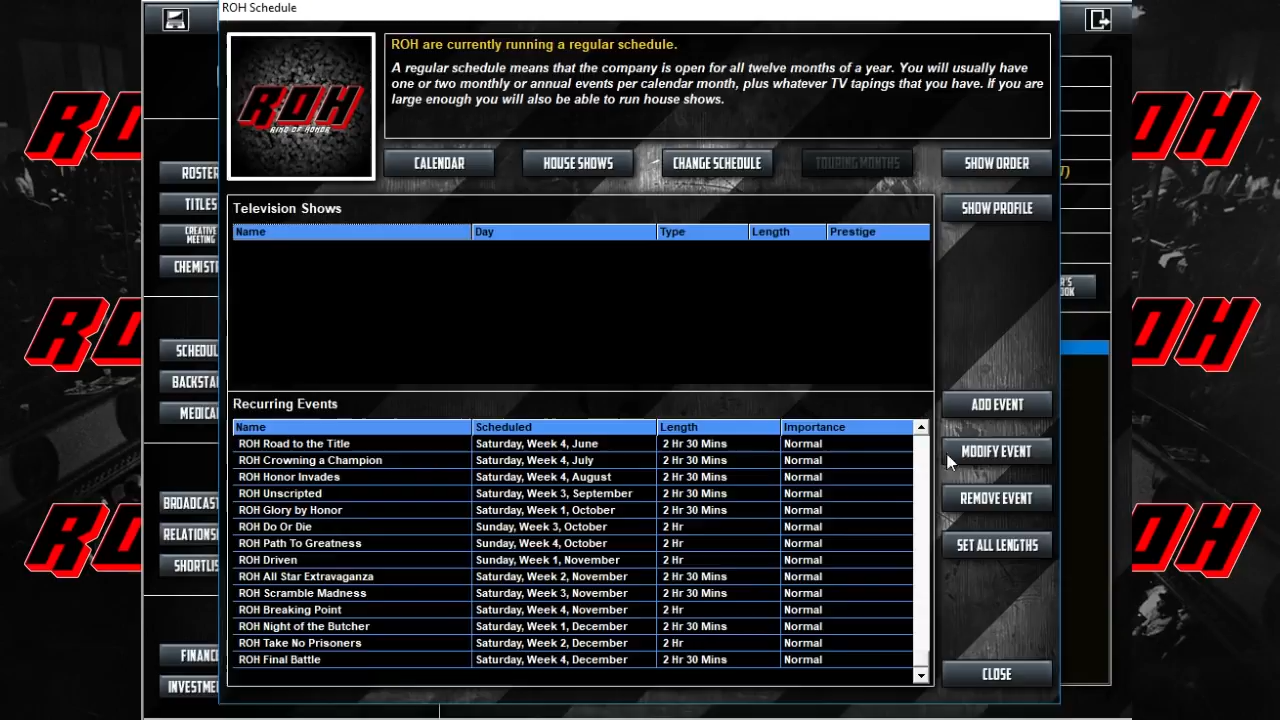 ROH Schedule
ROH
RING OF HONOR
ROH are currently running a regular schedule.
A regular schedule means that the company is open for all twelve months of a year. You will usually have
one or two monthly or annual events per calendar month, plus whatever TV tapings that you have. If you are
large enough you will also be able to run house shows.
CALENDAR
HOUSE SHOWS
CHANGE SCHEDULE
TOURING MONTHS
SHOW ORDER
SHOW PROFILE
Television Shows
Name Day Type Length Prestige
Recurring Events
Name Scheduled Length Importance
ROH Road to the Title Saturday, Week 4, June 2 Hr 30 Mins Normal
ROH Crowning a Champion Saturday, Week 4, July 2 Hr 30 Mins Normal
ROH Honor Invades Saturday, Week 4, August 2 Hr 30 Mins Normal
ROH Unscripted Saturday, Week 3, September 2 Hr 30 Mins Normal
ROH Glory by Honor Saturday, Week 1, October 2 Hr 30 Mins Normal
ROH Do Or Die Sunday, Week 3, October 2 Hr Normal
ROH Path To Greatness Sunday, Week 4, October 2 Hr Normal
ROH Driven Sunday, Week 1, November 2 Hr Normal
ROH All Star Extravaganza Saturday, Week 2, November 2 Hr 30 Mins Normal
ROH Scramble Madness Saturday, Week 3, November 2 Hr 30 Mins Normal
ROH Breaking Point Saturday, Week 4, November 2 Hr Normal
ROH Night of the Butcher Saturday, Week 1, December 2 Hr 30 Mins Normal
ROH Take No Prisoners Saturday, Week 2, December 2 Hr Normal
ROH Final Battle Saturday, Week 4, December 2 Hr 30 Mins Normal
ADD EVENT
MODIFY EVENT
REMOVE EVENT
SET ALL LENGTHS
CLOSE
ROSTER
TITLES
CREATIVE
MEETING
CHEMIST
SCHEDUL
BACKSTA
MEDICA
BROADCAS
RELATIONS
SHORTLIS
FINANC
INVESTME
ROH
ROH
ROH
ROH
ROH
ROH